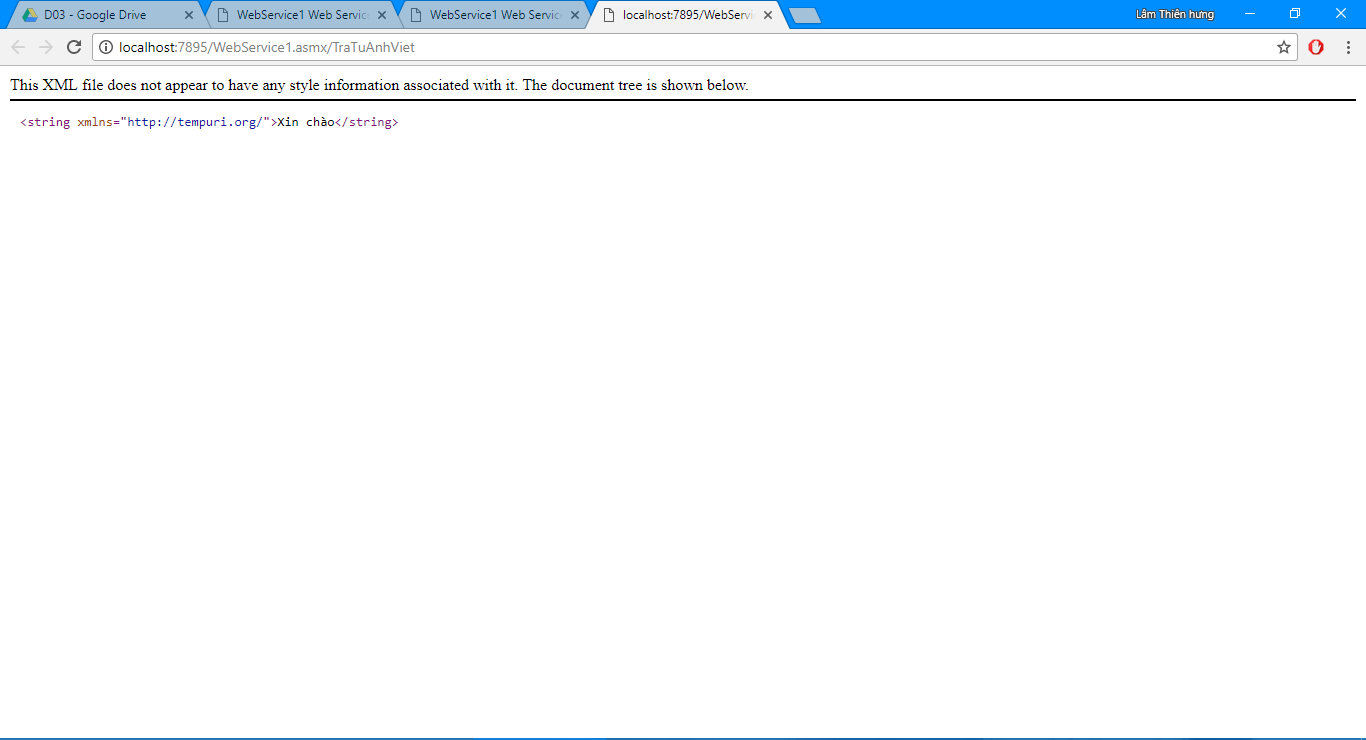 D03 - Google Drive
WebService1 Web Servic
WebService1 Web Servic
localhost:7895/WebServi
Lâm Thiên hưng
localhost:7895/WebService1.asmx/TraTuAnhViet
This XML file does not appear to have any style information associated with it. The document tree is shown below.
<string xmlns="http://tempuri.org/">Xin chào</string>